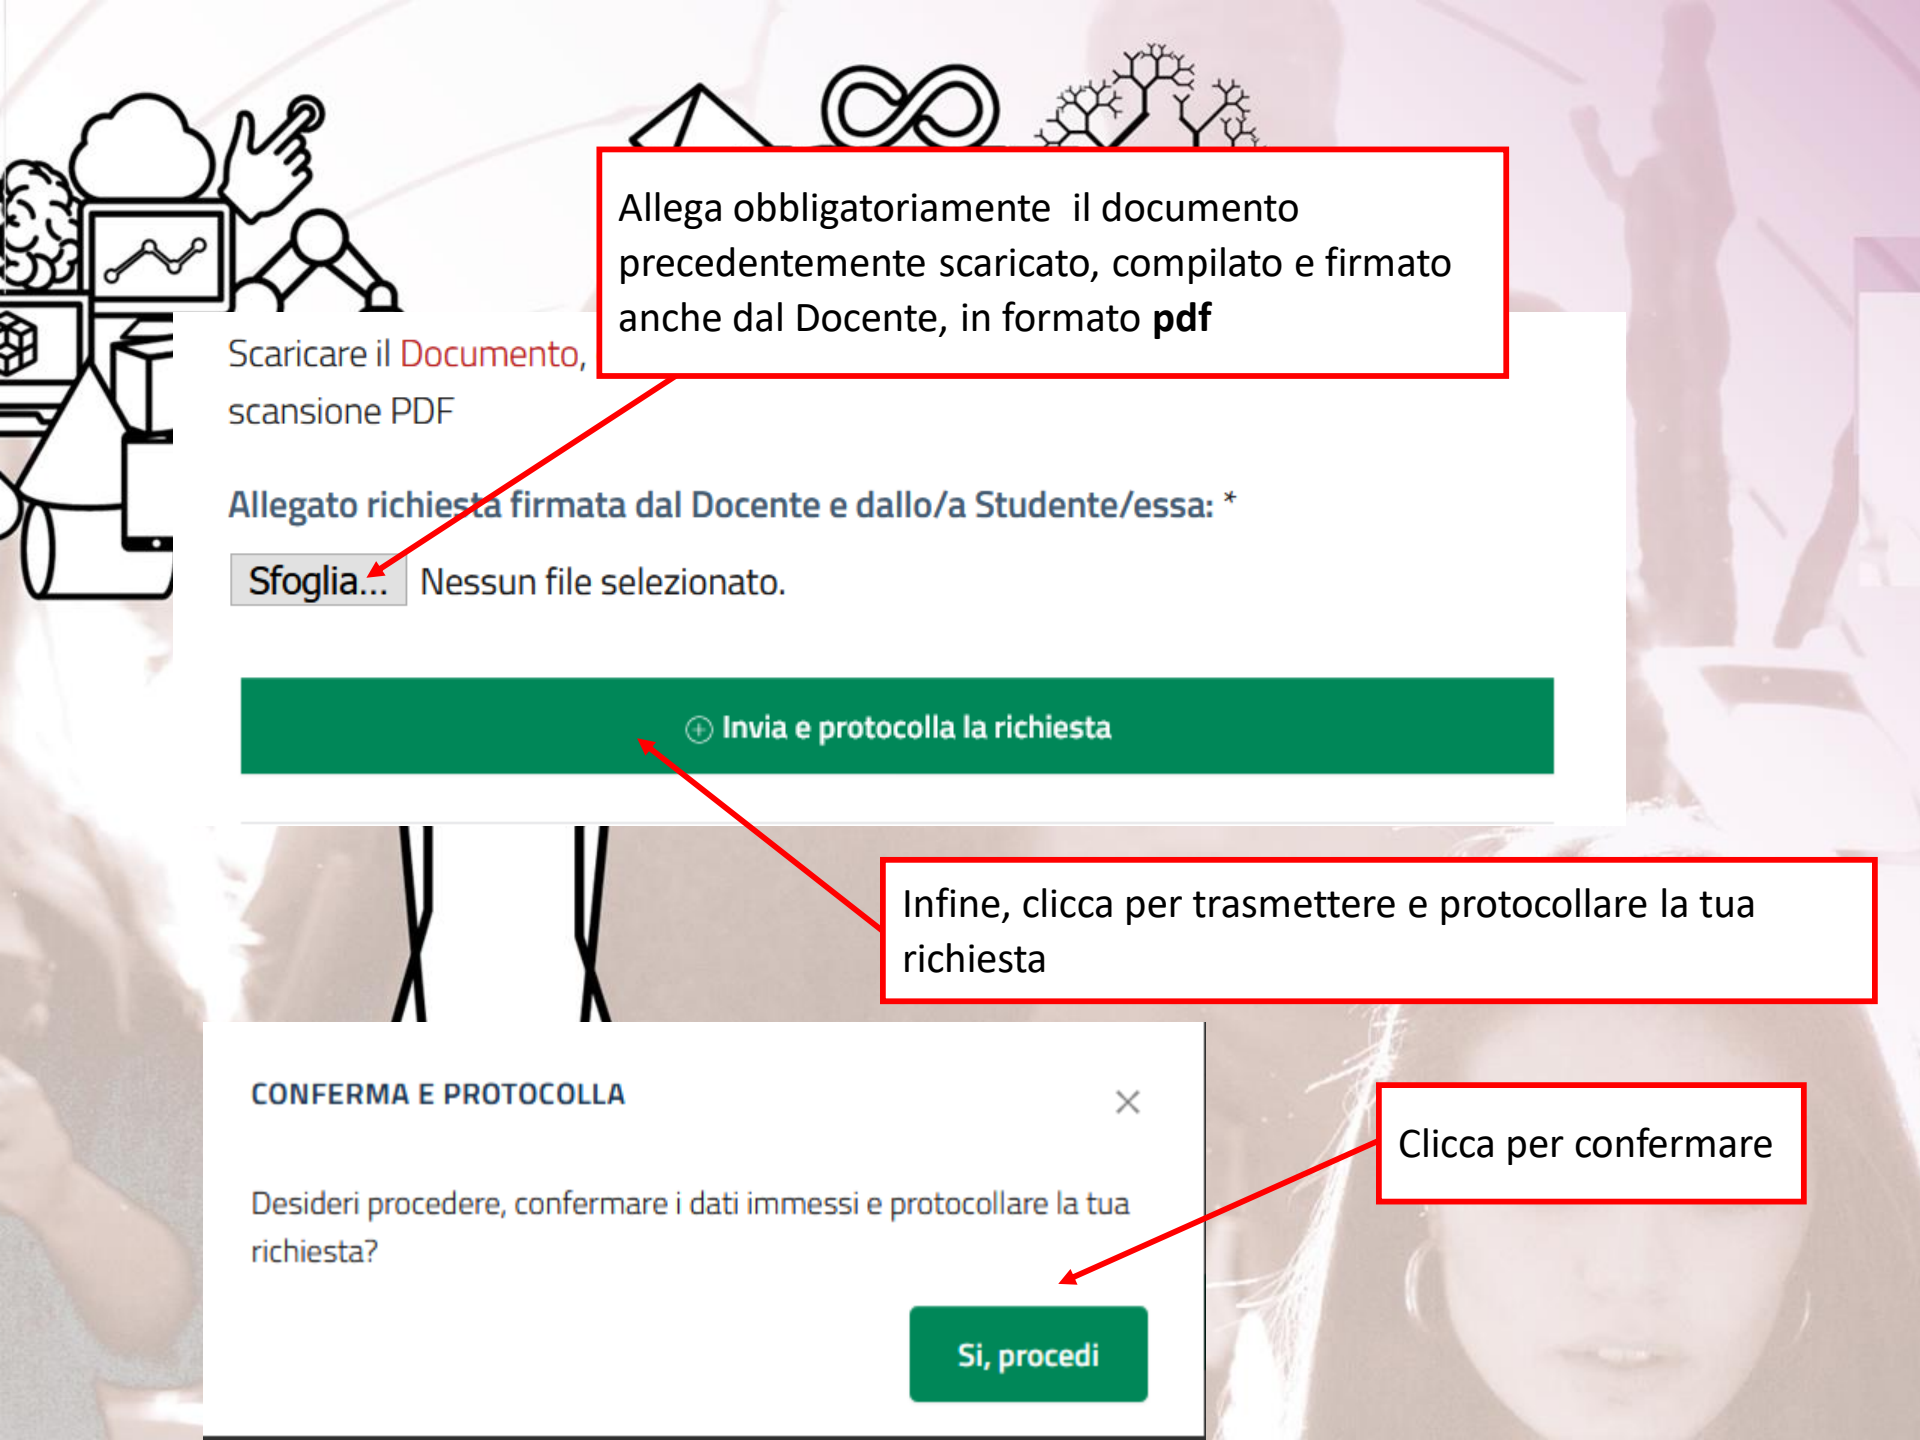 Allega obbligatoriamente il documento
precedentemente scaricato, compilato e firmato
anche dal Docente, in formato pdf
Scaricare il Documento,
scansione PDF
Allegato richiesta firmata dal Docente e dallo/a Studente/essa: *
Sfoglia... Nessun file selezionato.
Invia e protocolla la richiesta
Infine, clicca per trasmettere e protocollare la tua
richiesta
CONFERMA E PROTOCOLLA
Clicca per confermare
Desideri procedere, confermare i dati immessi e protocollare la tua
richiesta?
Si, procedi